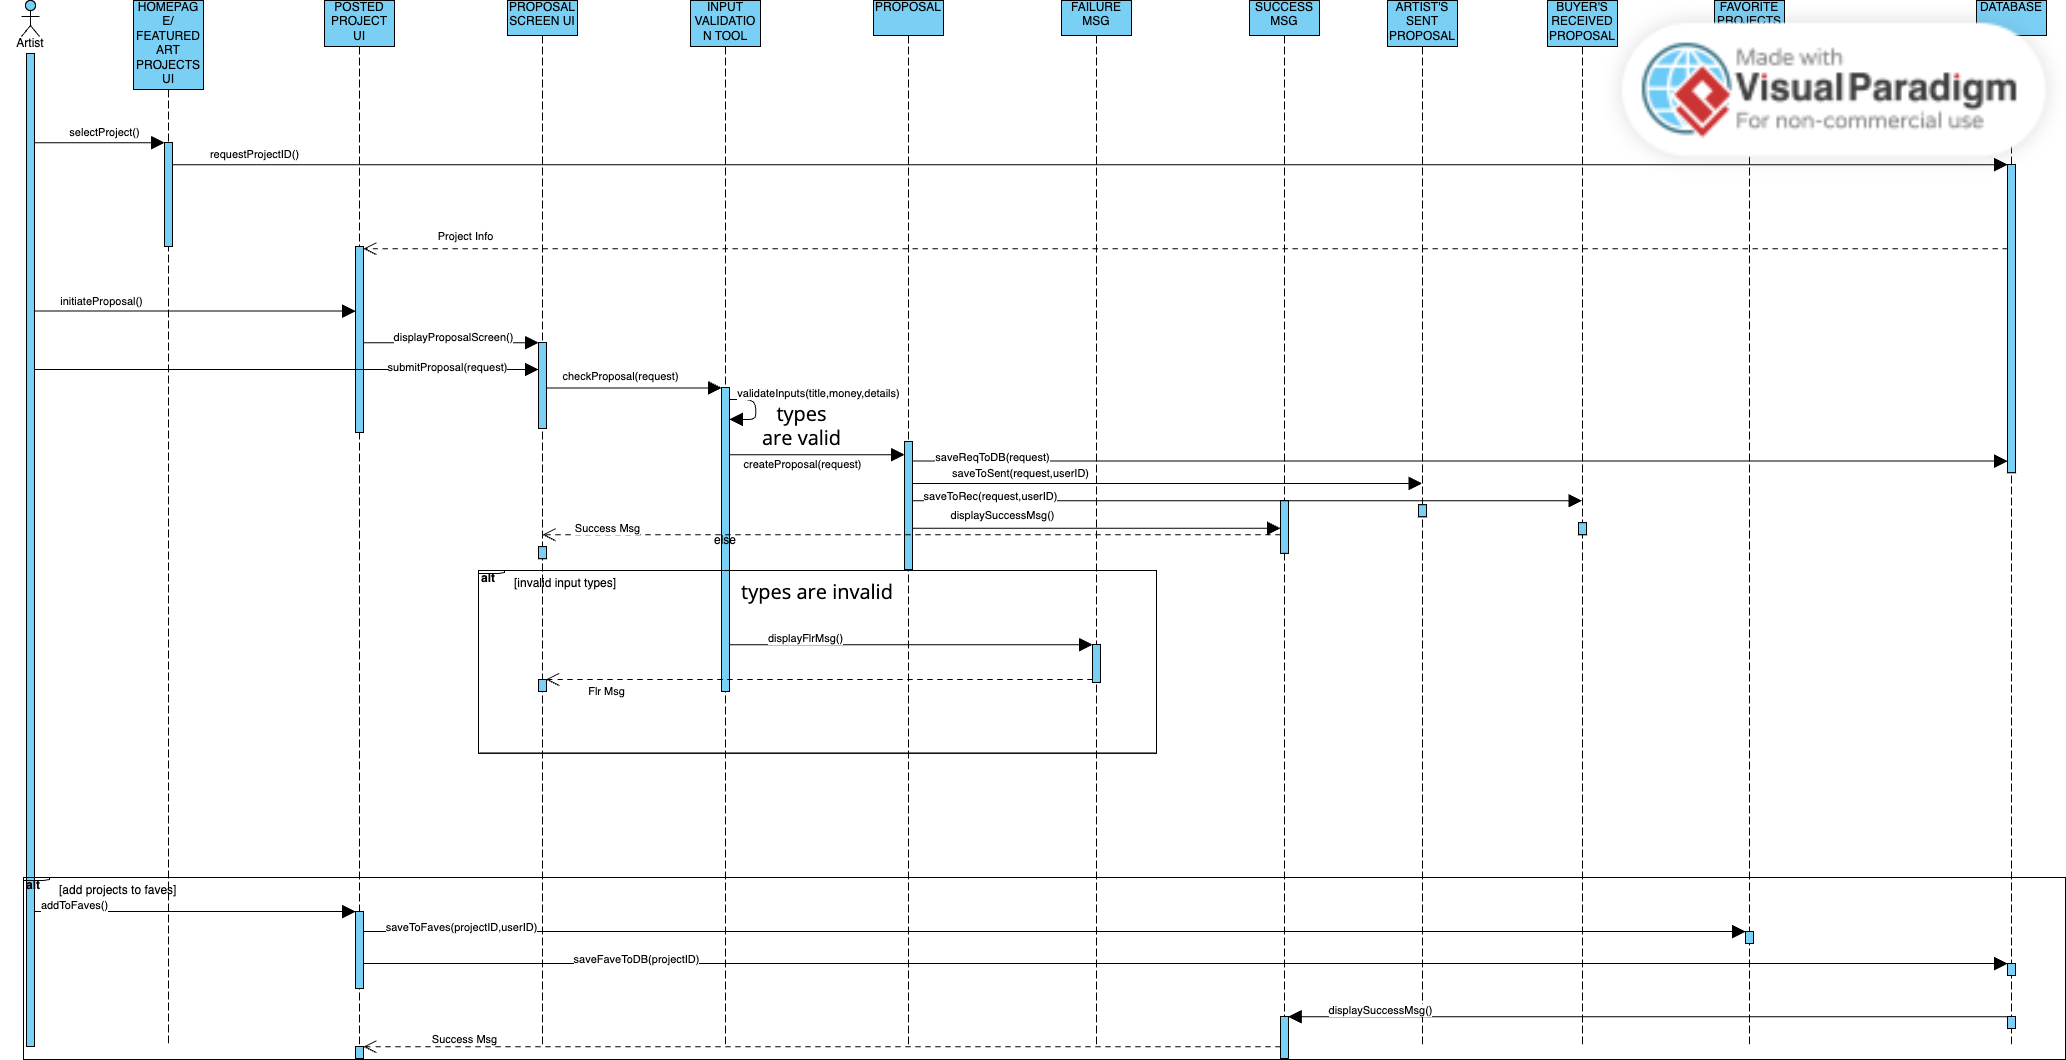 Artist
HOMEPAG
E/
FEATURED
ART
PROJECTS
UI
POSTED
PROJECT
UI
PROPOSAL
SCREEN UI
INPUT
VALIDATIO
N TOOL
PROPOSAL
FAILURE
MSG
SUCCESS
MSG
ARTIST'S
SENT
PROPOSAL
BUYER'S
RECEIVED
PROPOSAL
FAVORITE
PROJECTS
DATABASE
Made with
Visual Paradigm
For non-commercial use
selectProject()
requestProjectID()
Project Info
initiateProposal()
displayProposalScreen()
submitProposal(request)
checkProposal(request)
validateInputs(title,money,details)
types
are valid
createProposal(request)
saveReqToDB(request)
saveToSent(request,userID)
saveToRec(request,userID)
displaySuccessMsg()
Success Msg
else
alt
[invalid input types]
types are invalid
displayFlrMsg()
Flr Msg
alt
[add projects to faves]
addToFaves()
saveToFaves(projectID,userID)
saveFaveToDB(projectID)
displaySuccessMsg()
Success Msg